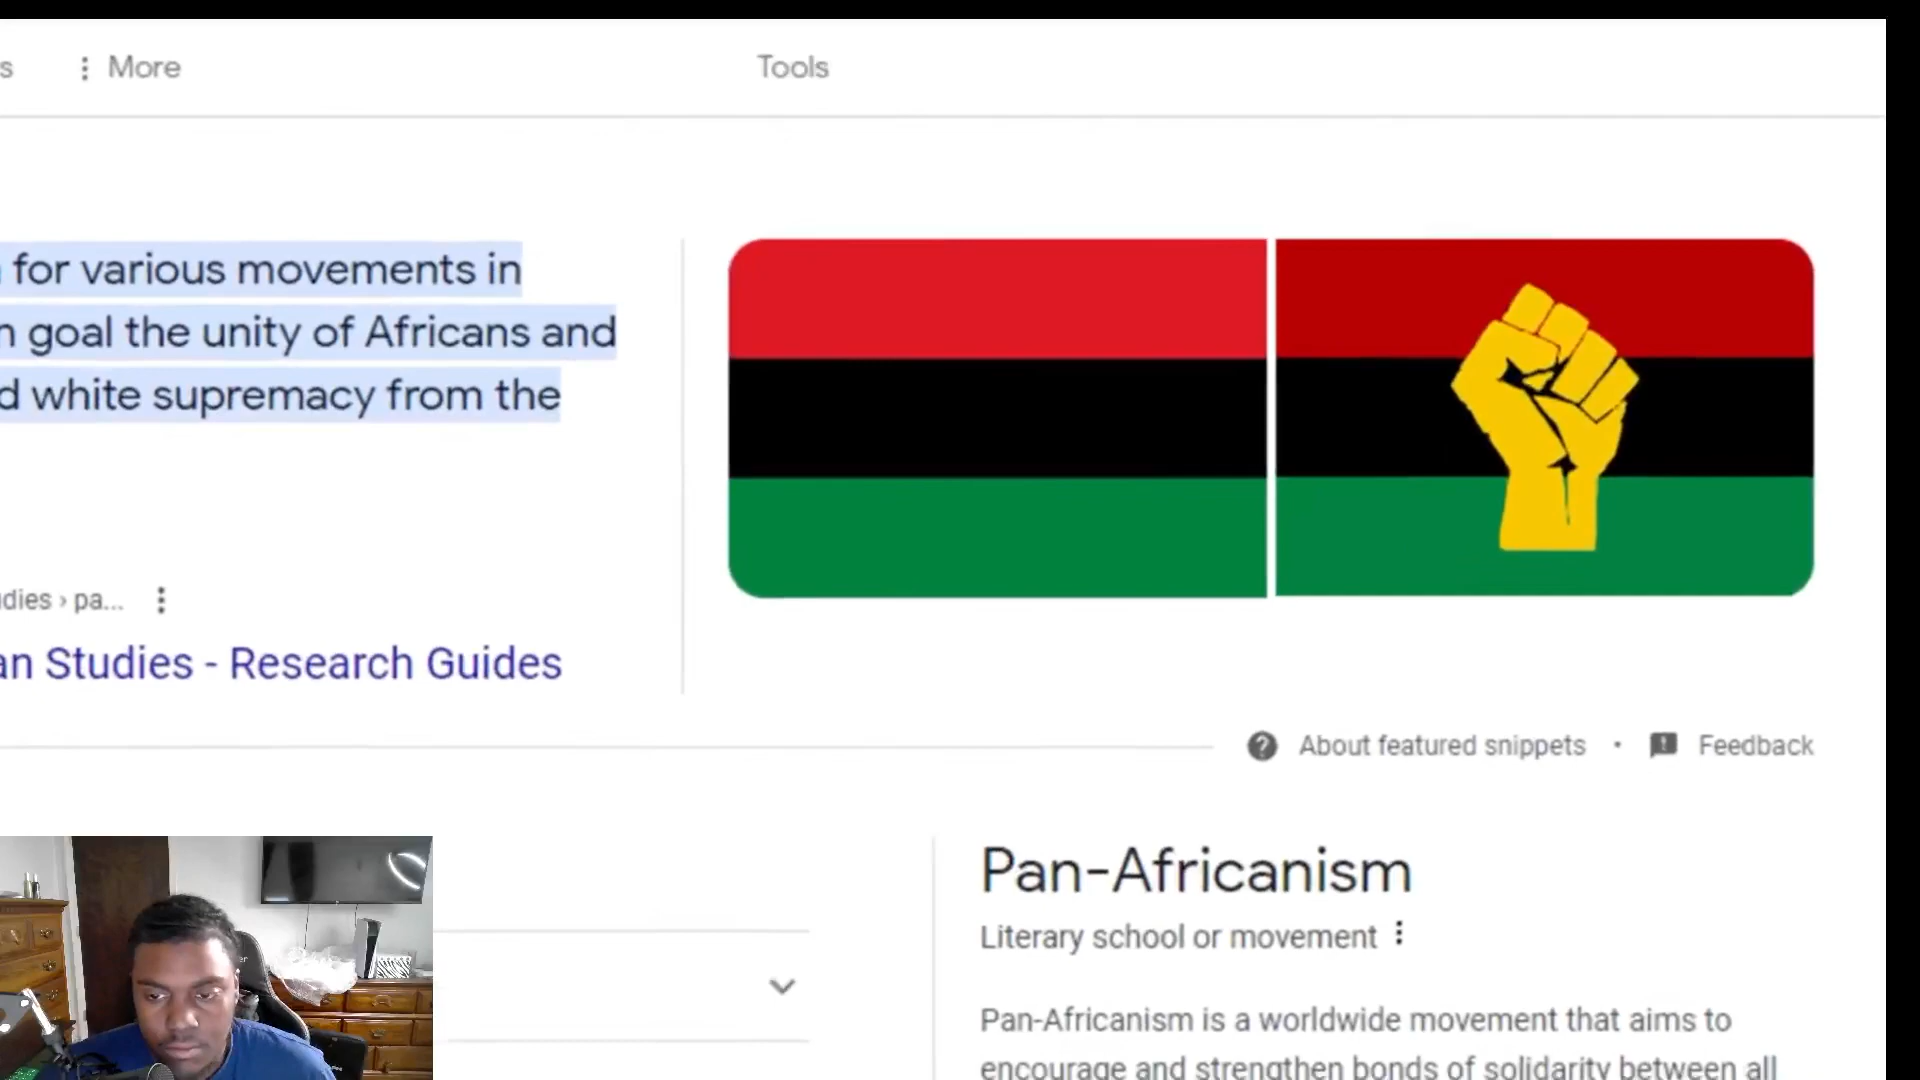 More
Tools
for various movements in
goal the unity of Africans and
white supremacy from the
pa...
Studies - Research Guides
About featured snippets • Feedback
Pan-Africanism
Literary school or movement
Pan-Africanism is a worldwide movement that aims to
encourage and strengthen bonds of solidarity between all